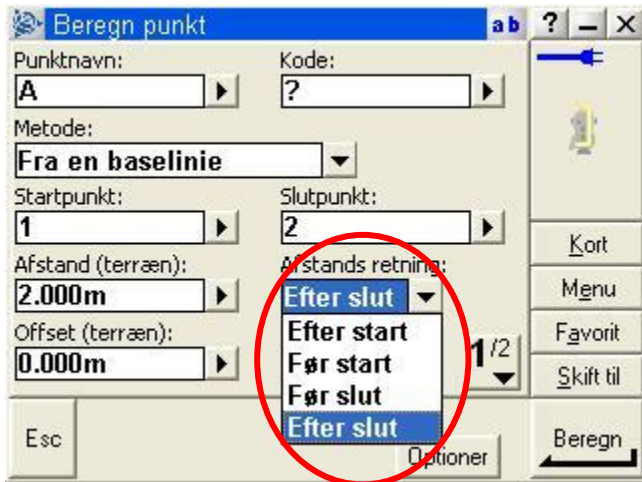 Beregn punkt
ab ? – X
Punktnavn: Kode:
A ?
Metode:
Fra en baselinie
Startpunkt: Slutpunkt:
1 2
Afstand (terræn): Afstands retning:
2.000m Efter slut
Offset (terræn): Efter start
0.000m Før start
Før slut
Efter slut
1/2
Esc
Optioner
Kort
Menu
Favorit
Skift til
Beregn